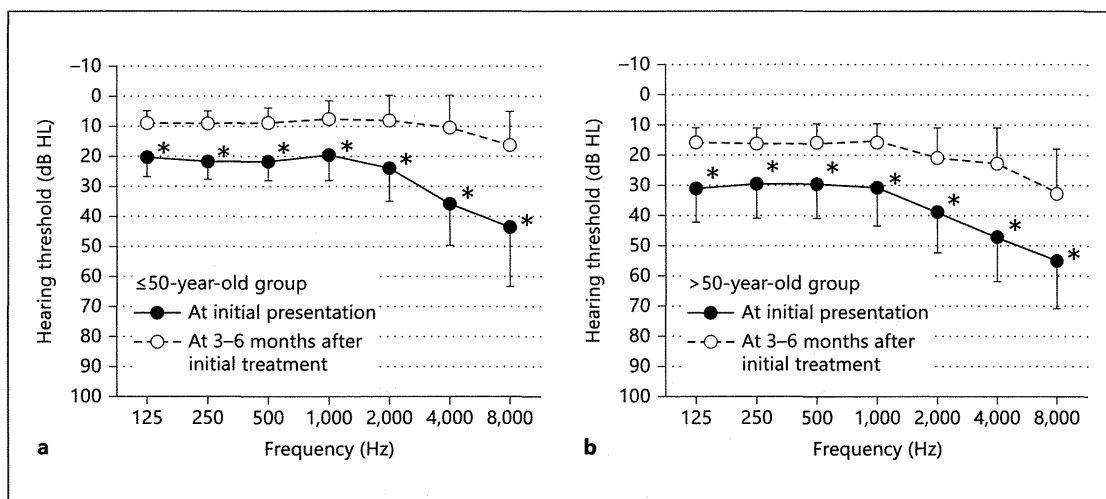 −10
0
10
20
30
40
50
60
70
80
90
100
Hearing threshold (dB HL)
* * * * * * *
≤50-year-old group
At initial presentation
At 3–6 months after
initial treatment
125 250 500 1,000 2,000 4,000 8,000
Frequency (Hz)
a
−10
0
10
20
30
40
50
60
70
80
90
100
Hearing threshold (dB HL)
* * * * * * *
>50-year-old group
At initial presentation
At 3–6 months after
initial treatment
125 250 500 1,000 2,000 4,000 8,000
Frequency (Hz)
b